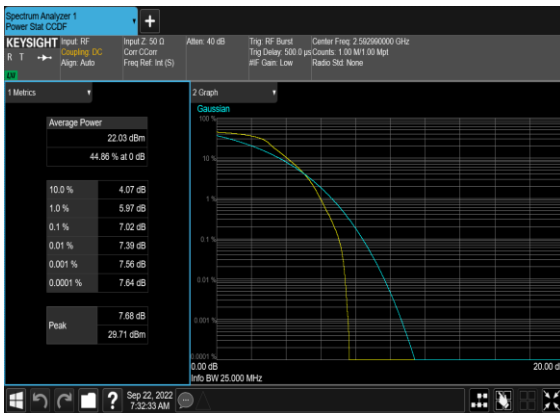 Spectrum Analyzer 1
Power Stat CCDF
KEYSIGHT
R T
LV
Input: RF
Coupling: DC
Align: Auto
Input Z: 50 Ω
Corr CCorr
Freq Ref: Int (S)
Atten: 40 dB
Trig: RF Burst
Trig Delay: 500.0 µs
#IF Gain: Low
Center Freq: 2.592990000 GHz
Counts: 1.00 M/1.00 Mpt
Radio Std: None
1 Metrics
Average Power
22.03 dBm
44.86 % at 0 dB
10.0 % 4.07 dB
1.0 % 5.97 dB
0.1 % 7.02 dB
0.01 % 7.39 dB
0.001 % 7.56 dB
0.0001 % 7.64 dB
Peak
7.68 dB
29.71 dBm
2 Graph
Gaussian
100 %
10 %
1 %
0.1 %
0.01 %
0.001 %
0.0001 %
0.00 dB
20.00 d
Info BW 25.000 MHz
?
Sep 22, 2022
7:32:33 AM